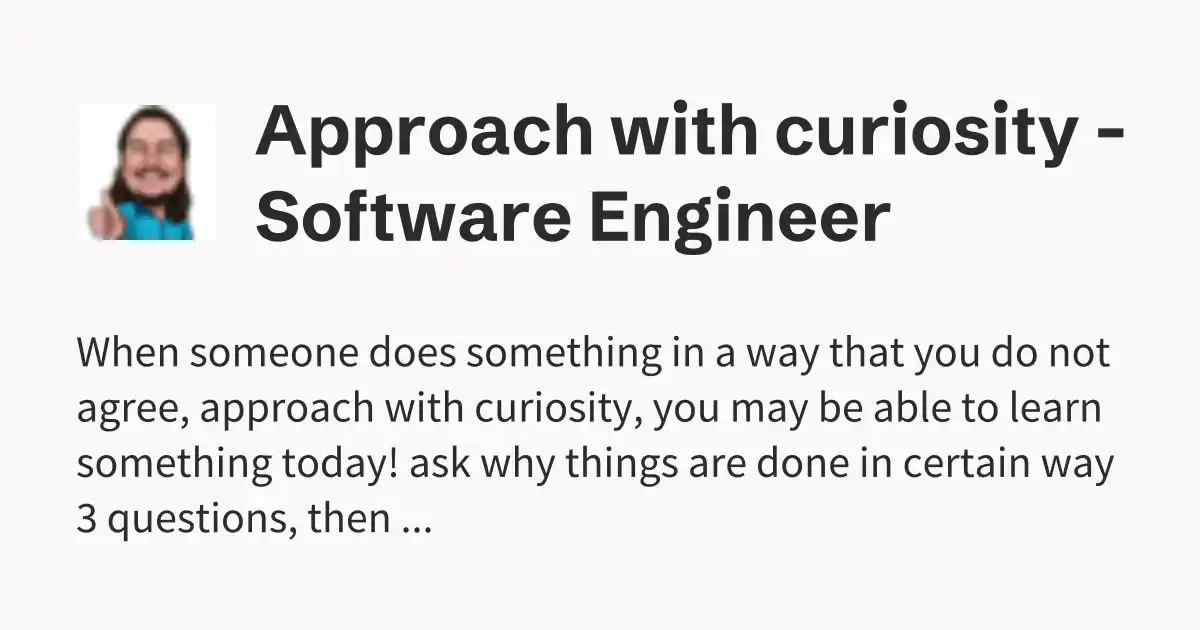 Approach with curiosity -
Software Engineer
When someone does something in a way that you do not
agree, approach with curiosity, you may be able to learn
something today! ask why things are done in certain way
3 questions, then ...